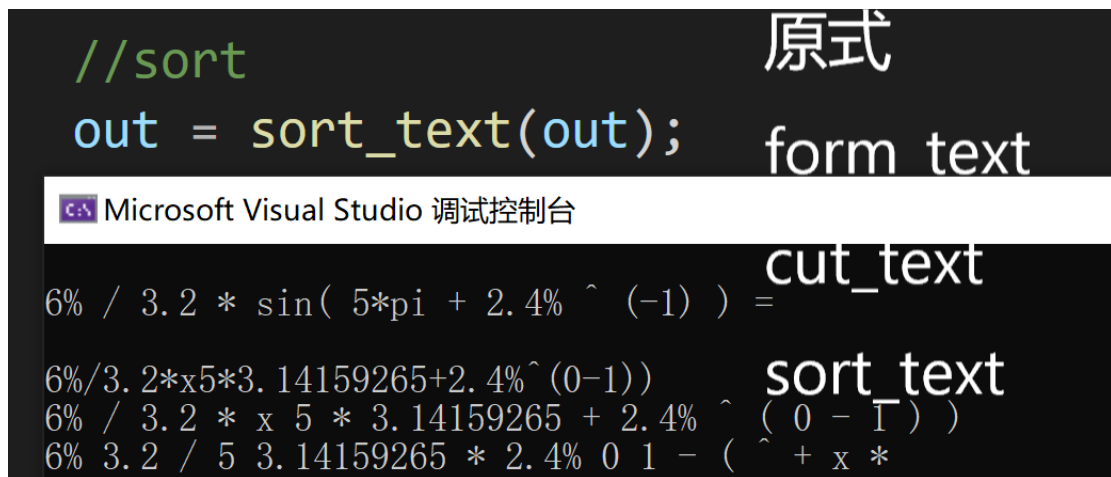 //sort
原式
out = sort_text(out);
form_text
Microsoft Visual Studio 调试控制台
cut_text
6% / 3.2 * sin( 5*pi + 2.4% ^ (-1) ) =
6%/3.2*x5*3.14159265+2.4%^(0-1))
sort_text
6% / 3.2 * x 5 * 3.14159265 + 2.4% ^ ( 0 - 1 ) )
6% 3.2 / 5 3.14159265 * 2.4% 0 1 - ( ^ + x *